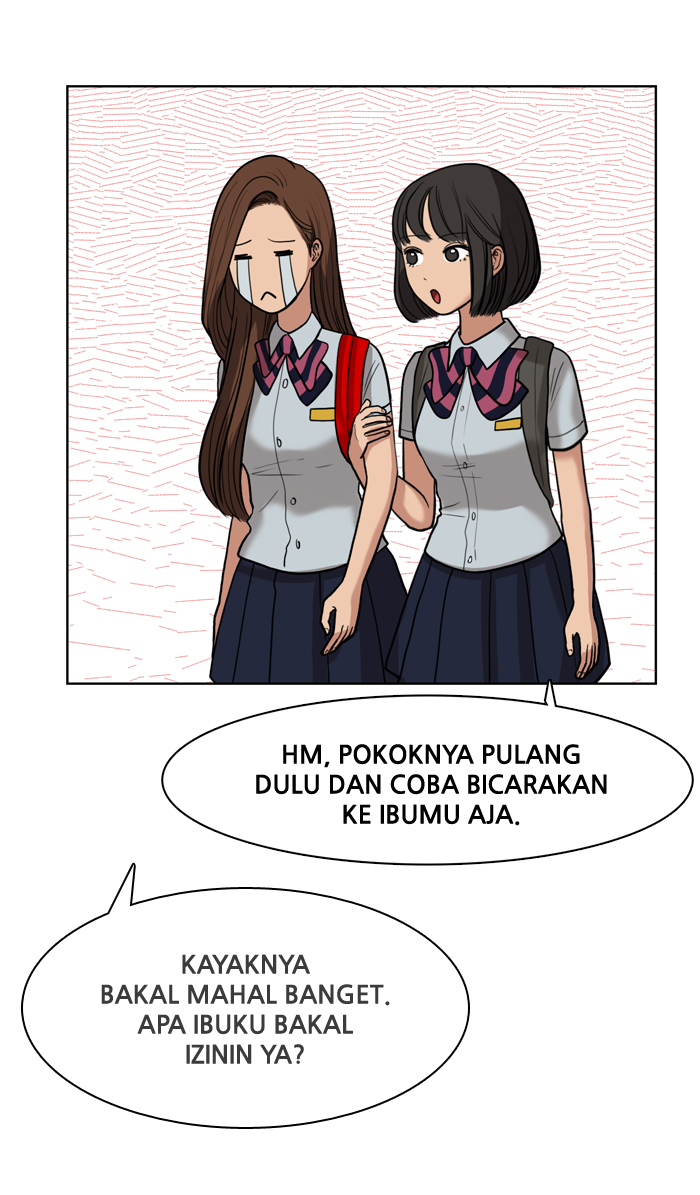 HM, POKOKNYA PULANG
DULU DAN COBA BICARAKAN
KE IBUMU AJA.
KAYAKNYA
BAKAL MAHAL BANGET.
APA IBUKU BAKAL
IZININ YA?